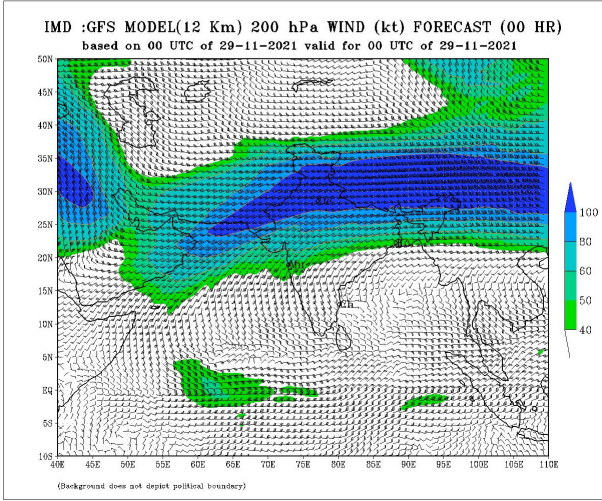 IMD :GFS MODEL(12 Km) 200 hPa WIND (kt) FORECAST (00 HR)
based on 00 UTC of 29-11-2021 valid for 00 UTC of 29-11-2021
50N
45N
40N
35N
30N
25N
20N
15N
10N
5N
EQ
5S
10S
40E 45E 50E 55E 60E 65E 70E 75E 80E 85E 90E 95E 100E 105E 110E
100
80
60
50
40
(Background does not depict political boundary)